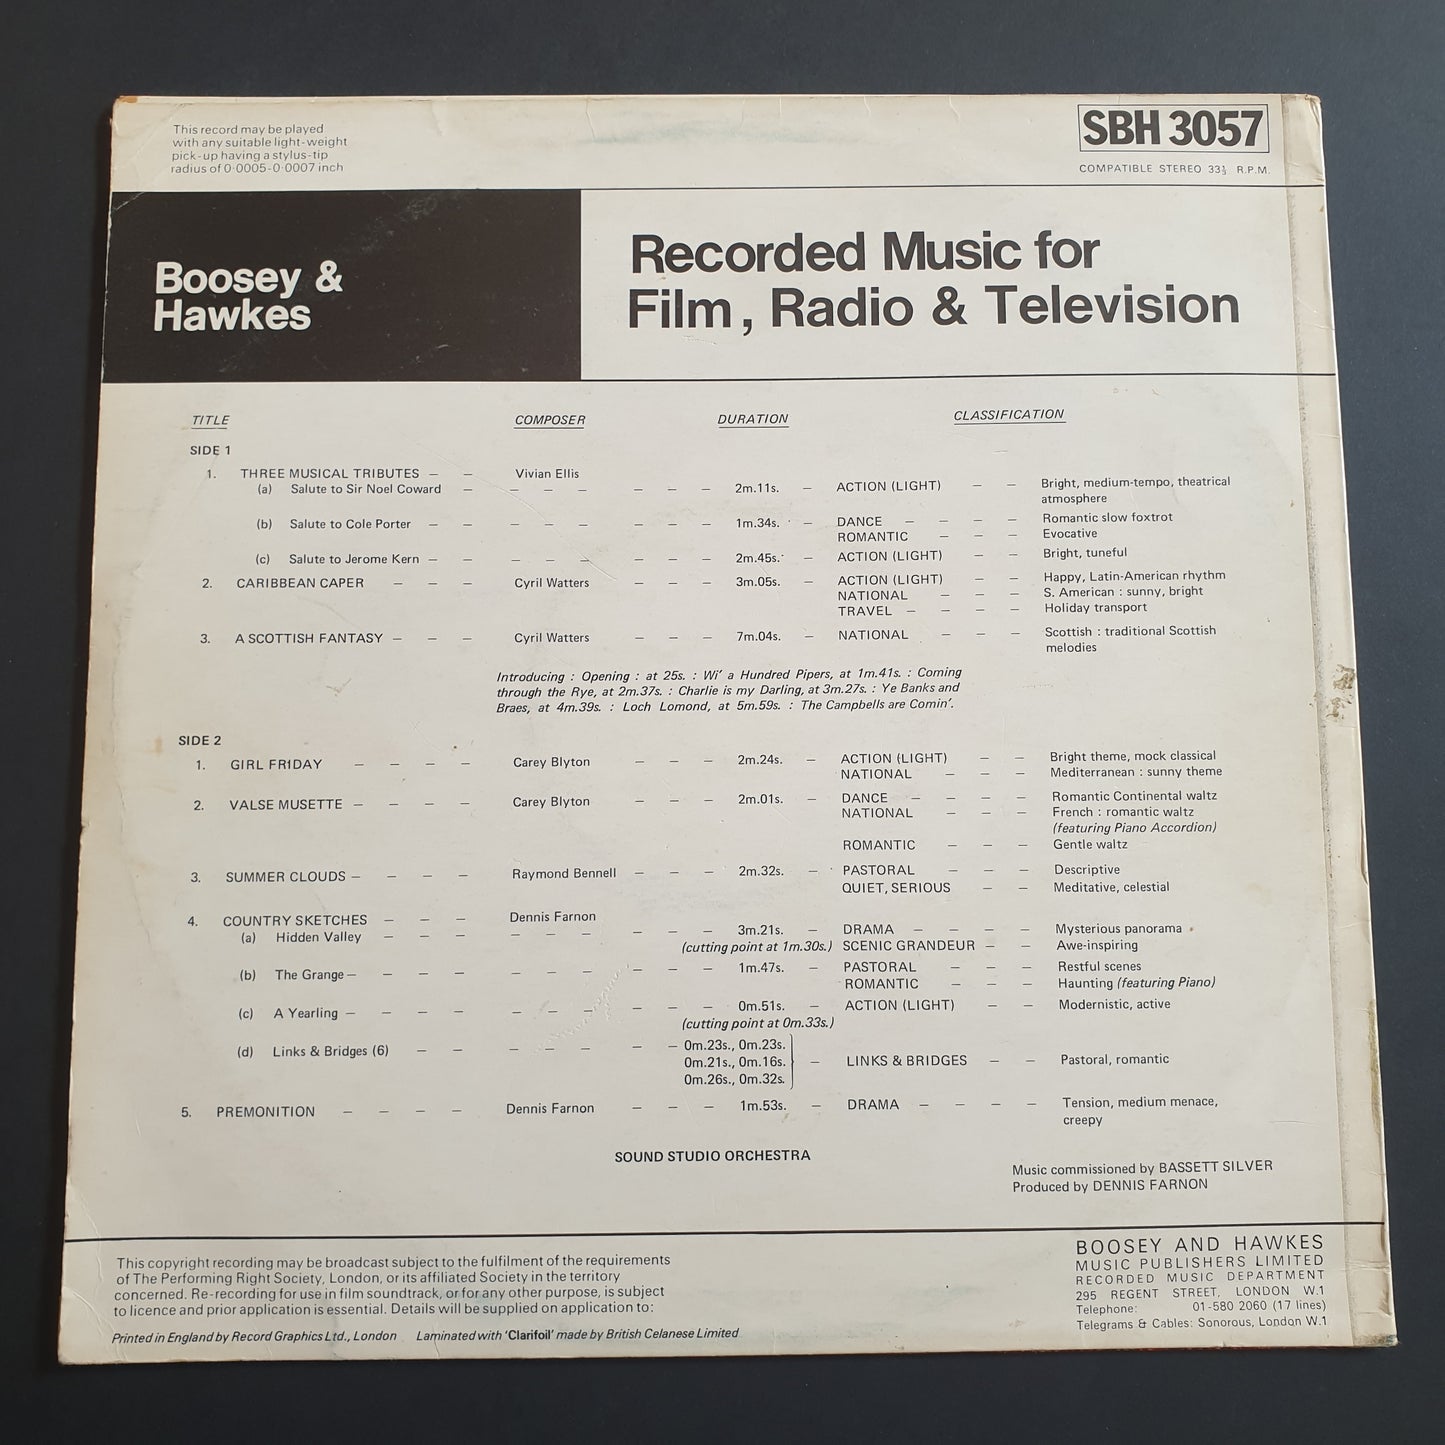 This record may be played
with any suitable light-weight
pick-up having a stylus-tip
radius of 0·0005-0·0007 inch
SBH 3057
COMPATIBLE STEREO 33⅓ R.P.M.
Boosey &
Hawkes
Recorded Music for
Film, Radio & Television
TITLE COMPOSER DURATION CLASSIFICATION
SIDE 1
1. THREE MUSICAL TRIBUTES — — Vivian Ellis
(a) Salute to Sir Noel Coward — — — — — — — 2m.11s. — ACTION (LIGHT) — — Bright, medium-tempo, theatrical
atmosphere
(b) Salute to Cole Porter — — — — — — — — 1m.34s. — DANCE — — — — Romantic slow foxtrot
ROMANTIC — — — Evocative
(c) Salute to Jerome Kern — — — — — — — — 2m.45s. — ACTION (LIGHT) — — Bright, tuneful
2. CARIBBEAN CAPER — — — Cyril Watters — — — 3m.05s. — ACTION (LIGHT) — — Happy, Latin-American rhythm
NATIONAL — — — S. American : sunny, bright
TRAVEL — — — — Holiday transport
3. A SCOTTISH FANTASY — — — Cyril Watters — — — 7m.04s. — NATIONAL — — — Scottish : traditional Scottish
melodies
Introducing : Opening : at 25s. : Wi' a Hundred Pipers, at 1m.41s. : Coming
through the Rye, at 2m.37s. : Charlie is my Darling, at 3m.27s. : Ye Banks and
Braes, at 4m.39s. : Loch Lomond, at 5m.59s. : The Campbells are Comin'.
SIDE 2
1. GIRL FRIDAY — — — — Carey Blyton — — — 2m.24s. — ACTION (LIGHT) — — Bright theme, mock classical
NATIONAL — — — Mediterranean : sunny theme
2. VALSE MUSETTE — — — — Carey Blyton — — — 2m.01s. — DANCE — — — — Romantic Continental waltz
NATIONAL — — — French : romantic waltz
(featuring Piano Accordion)
ROMANTIC — — — Gentle waltz
3. SUMMER CLOUDS — — — — Raymond Bennell — — — 2m.32s. — PASTORAL — — — Descriptive
QUIET, SERIOUS — — Meditative, celestial
4. COUNTRY SKETCHES — — — Dennis Farnon
(a) Hidden Valley — — — — — — — — — 3m.21s. — DRAMA — — — — Mysterious panorama
(cutting point at 1m.30s.) SCENIC GRANDEUR — — Awe-inspiring
(b) The Grange — — — — — — — — — — — 1m.47s. — PASTORAL — — — Restful scenes
ROMANTIC — — — Haunting (featuring Piano)
(c) A Yearling — — — — — — — — — — — 0m.51s. — ACTION (LIGHT) — — Modernistic, active
(cutting point at 0m.33s.)
(d) Links & Bridges (6) — — — — — — — — 0m.23s., 0m.23s.
0m.21s., 0m.16s. — LINKS & BRIDGES — — Pastoral, romantic
0m.26s., 0m.32s.
5. PREMONITION — — — — Dennis Farnon — — — 1m.53s. — DRAMA — — — — Tension, medium menace,
creepy
SOUND STUDIO ORCHESTRA
Music commissioned by BASSETT SILVER
Produced by DENNIS FARNON
This copyright recording may be broadcast subject to the fulfilment of the requirements
of The Performing Right Society, London, or its affiliated Society in the territory
concerned. Re-recording for use in film soundtrack, or for any other purpose, is subject
to licence and prior application is essential. Details will be supplied on application to:
Printed in England by Record Graphics Ltd., London Laminated with 'Clarifoil' made by British Celanese Limited
BOOSEY AND HAWKES
MUSIC PUBLISHERS LIMITED
RECORDED MUSIC DEPARTMENT
295 REGENT STREET, LONDON W.1
Telephone: 01-580 2060 (17 lines)
Telegrams & Cables: Sonorous, London W.1